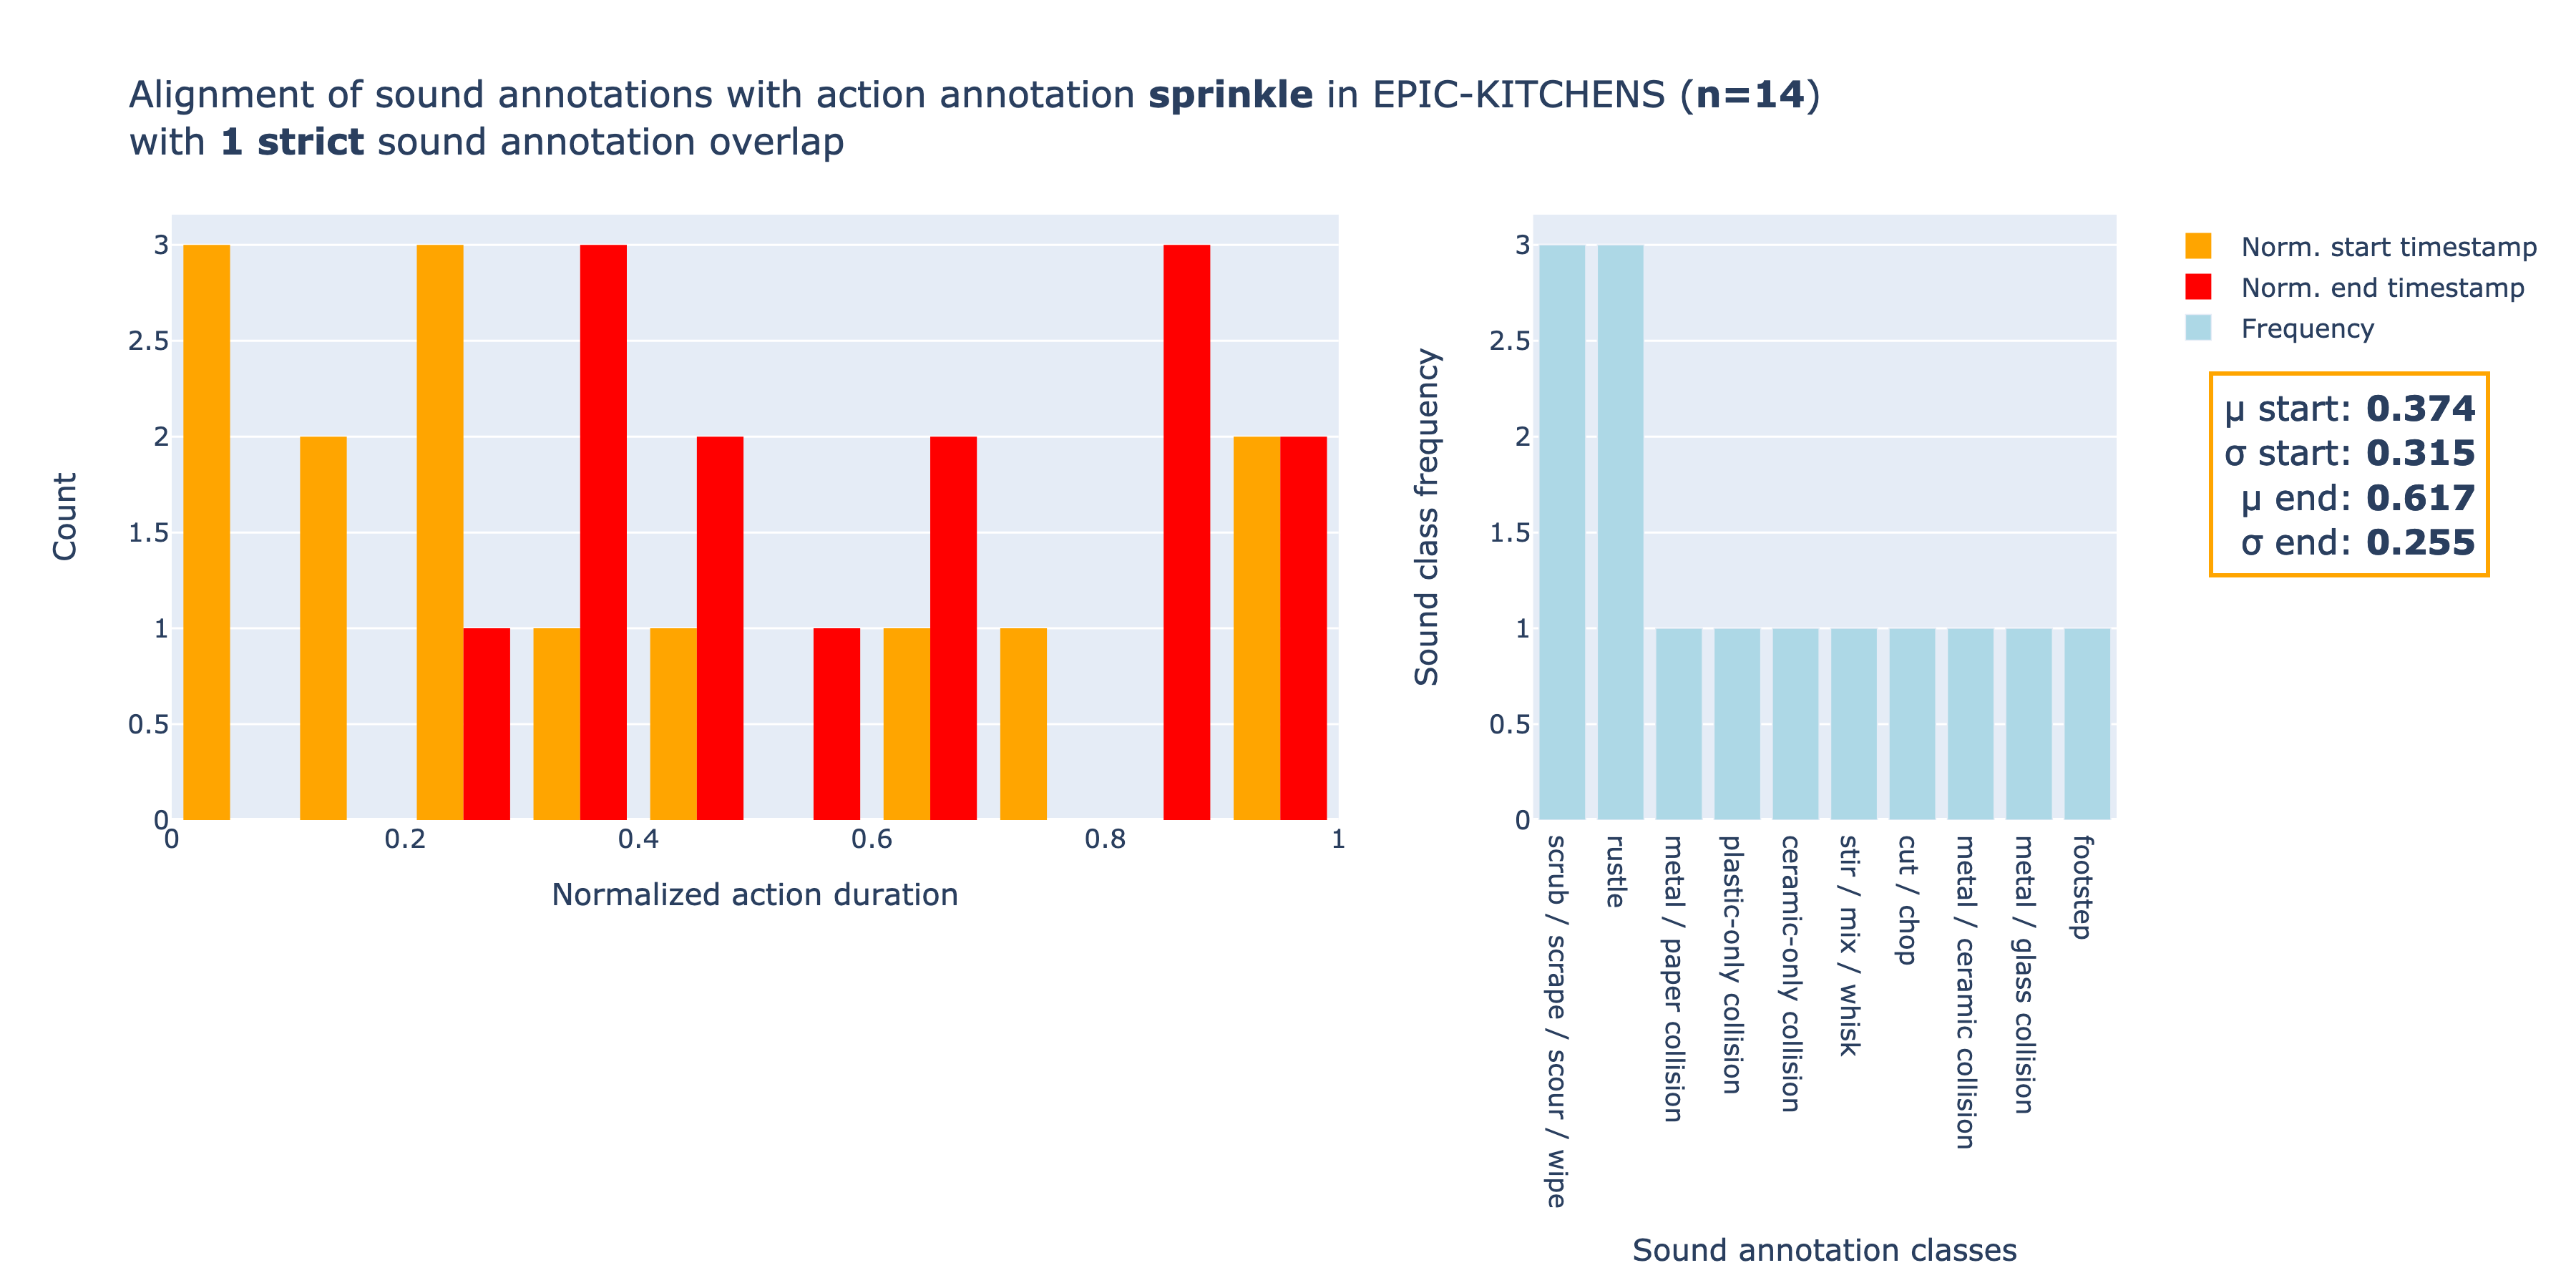 Alignment of sound annotations with action annotation sprinkle in EPIC-KITCHENS (n=14)
with 1 strict sound annotation overlap
3
2.5
2
1.5
1
0.5
0
Count
0
0.2
0.4
0.6
0.8
1
Normalized action duration
3
2.5
2
1.5
1
0.5
0
Sound class frequency
scrub / scrape / scour / wipe
rustle
metal / paper collision
plastic-only collision
ceramic-only collision
stir / mix / whisk
cut / chop
metal / ceramic collision
metal / glass collision
footstep
Sound annotation classes
Norm. start timestamp
Norm. end timestamp
Frequency
μ start: 0.374
σ start: 0.315
μ end: 0.617
σ end: 0.255